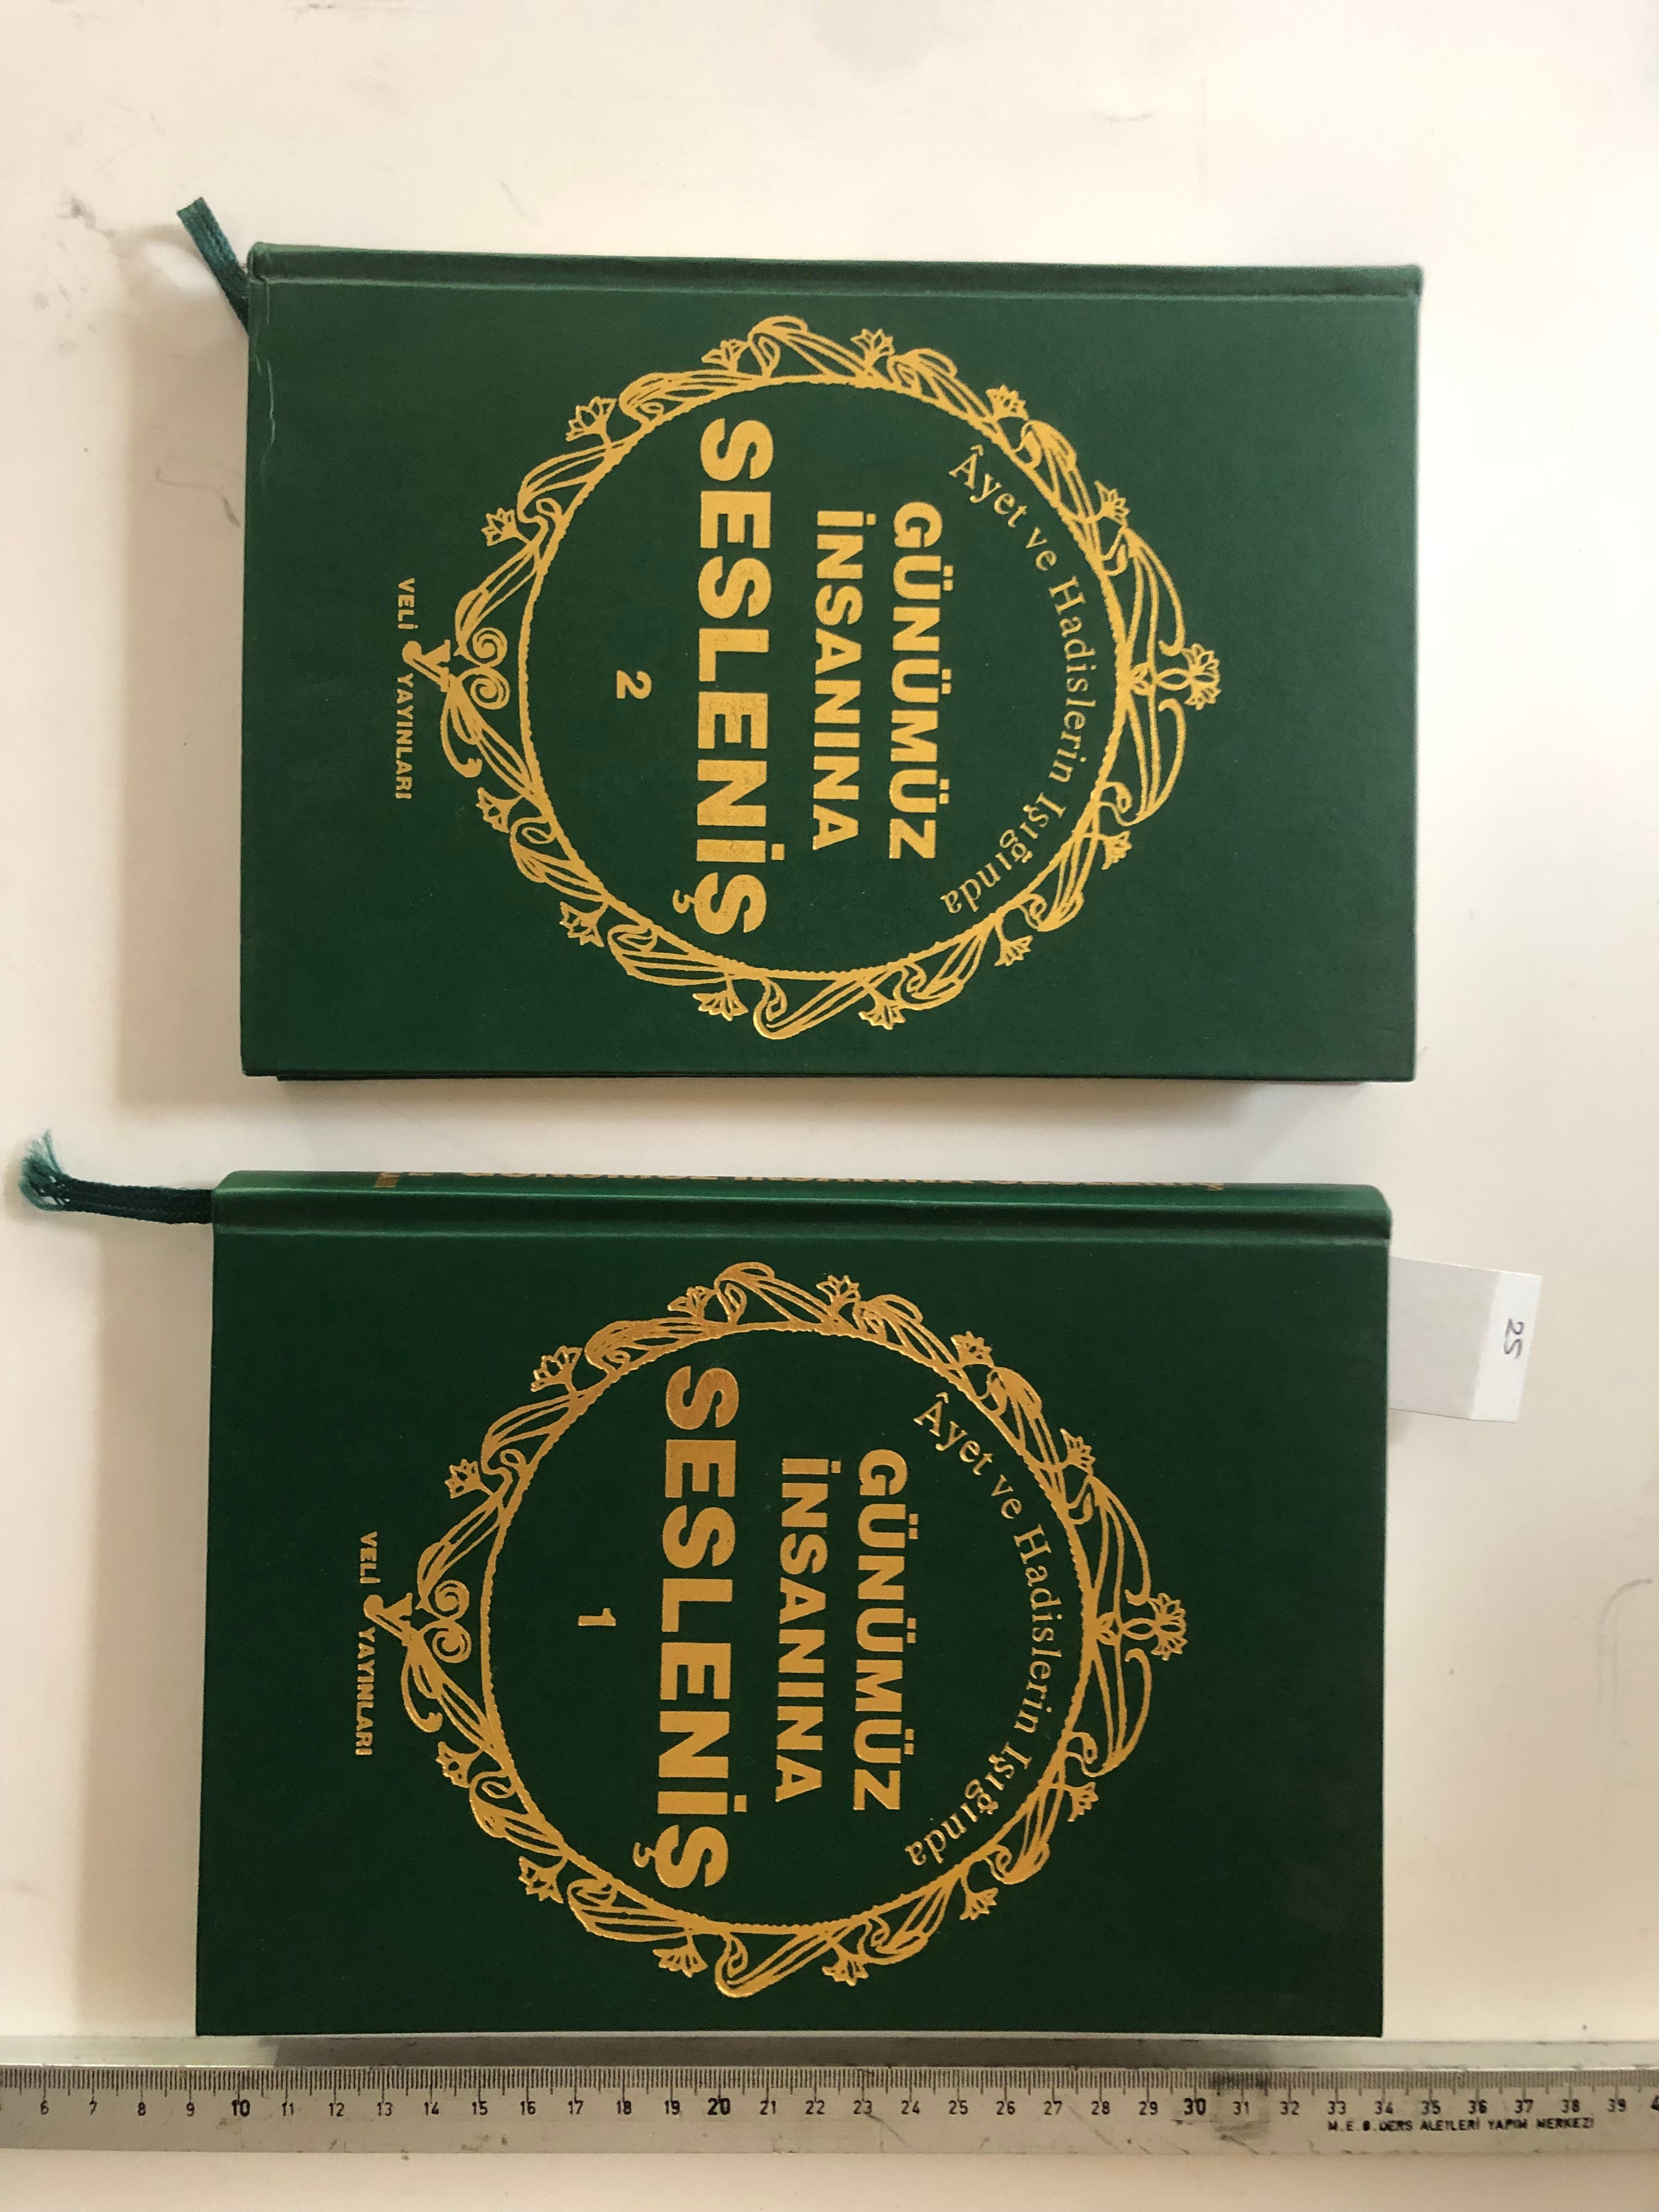 Âyet ve Hadislerin Işığında
GÜNÜMÜZ
İNSANINA
SESLENİŞ
2
VELİ YAYINLARI
Âyet ve Hadislerin Işığında
GÜNÜMÜZ
İNSANINA
SESLENİŞ
1
VELİ YAYINLARI
25
6 7 8 9 10 11 12 13 14 15 16 17 18 19 20 21 22 23 24 25 26 27 28 29 30 31 32 33 34 35 36 37 38 39
M.E.B. DERS ALETLERİ YAPIM MERKEZİ